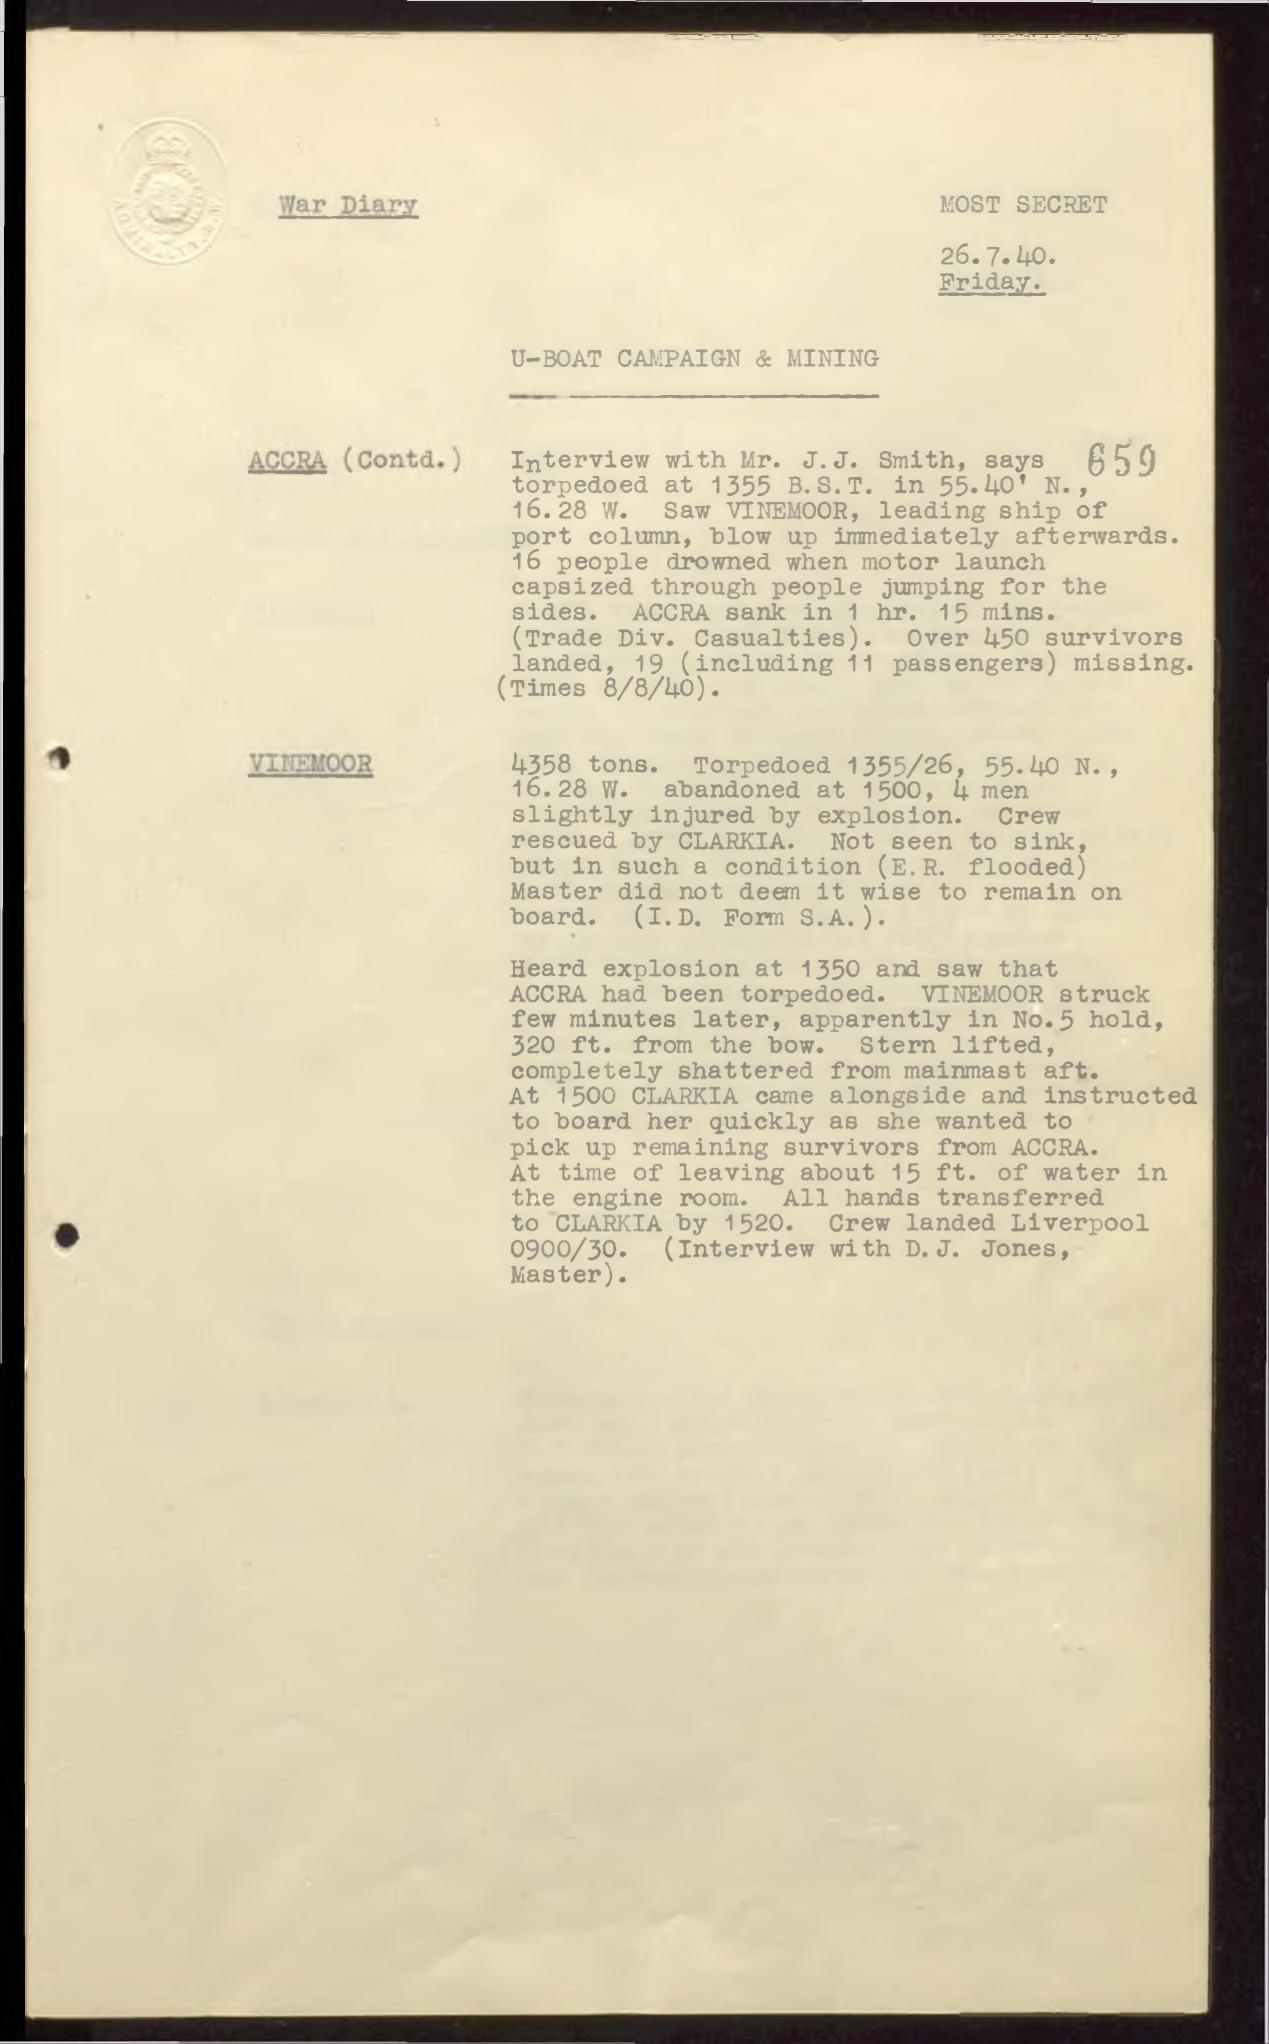 War Diary
MOST SECRET
26.7.40.
Friday.
U-BOAT CAMPAIGN & MINING
659
ACCRA (Contd.)
Interview with Mr. J.J. Smith, says
torpedoed at 1355 B.S.T. in 55.40' N.,
16.28 W. Saw VINEMOOR, leading ship of
port column, blow up immediately afterwards.
16 people drowned when motor launch
capsized through people jumping for the
sides. ACCRA sank in 1 hr. 15 mins.
(Trade Div. Casualties). Over 450 survivors
landed, 19 (including 11 passengers) missing.
(Times 8/8/40).
VINEMOOR
4358 tons. Torpedoed 1355/26, 55.40 N.,
16.28 W. abandoned at 1500, 4 men
slightly injured by explosion. Crew
rescued by CLARKIA. Not seen to sink,
but in such a condition (E.R. flooded)
Master did not deem it wise to remain on
board. (I.D. Form S.A.).
Heard explosion at 1350 and saw that
ACCRA had been torpedoed. VINEMOOR struck
few minutes later, apparently in No.5 hold,
320 ft. from the bow. Stern lifted,
completely shattered from mainmast aft.
At 1500 CLARKIA came alongside and instructed
to board her quickly as she wanted to
pick up remaining survivors from ACCRA.
At time of leaving about 15 ft. of water in
the engine room. All hands transferred
to CLARKIA by 1520. Crew landed Liverpool
0900/30. (Interview with D.J. Jones,
Master).